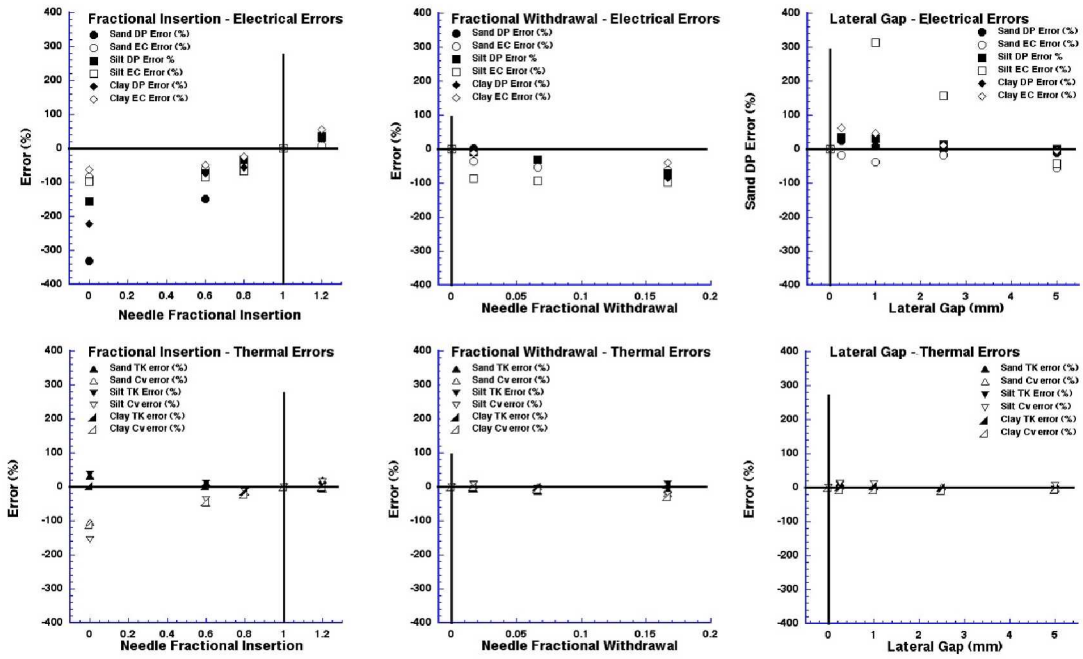 Fractional Insertion - Electrical Errors
Sand DP Error (%)
Sand EC Error (%)
Silt DP Error %
Silt EC Error (%)
Clay DP Error (%)
Clay EC Error (%)
400
300
200
100
0
-100
-200
-300
-400
Error (%)
0 0.2 0.4 0.6 0.8 1 1.2
Needle Fractional Insertion
Fractional Withdrawal - Electrical Errors
Sand DP Error (%)
Sand EC Error (%)
Silt DP Error %
Silt EC Error (%)
Clay DP Error (%)
Clay EC Error (%)
400
300
200
100
0
-100
-200
-300
-400
Error (%)
0 0.05 0.1 0.15 0.2
Needle Fractional Withdrawal
Lateral Gap - Electrical Errors
Sand DP Error (%)
Sand EC Error (%)
Silt DP Error %
Silt EC Error (%)
Clay DP Error (%)
Clay EC Error (%)
400
300
200
100
0
-100
-200
-300
-400
Sand DP Error (%)
0 1 2 3 4 5
Lateral Gap (mm)
Fractional Insertion - Thermal Errors
Sand TK error (%)
Sand Cv error (%)
Silt TK Error (%)
Silt Cv error (%)
Clay TK error (%)
Clay Cv error (%)
400
300
200
100
0
-100
-200
-300
-400
Error (%)
0 0.2 0.4 0.6 0.8 1 1.2
Needle Fractional Insertion
Fractional Withdrawal - Thermal Errors
Sand TK error (%)
Sand Cv error (%)
Silt TK Error (%)
Silt Cv error (%)
Clay TK error (%)
Clay Cv error (%)
400
300
200
100
0
-100
-200
-300
-400
Error (%)
0 0.05 0.1 0.15 0.2
Needle Fractional Withdrawal
Lateral Gap - Thermal Errors
Sand TK error (%)
Sand Cv error (%)
Silt TK Error (%)
Silt Cv error (%)
Clay TK error (%)
Clay Cv error (%)
400
300
200
100
0
-100
-200
-300
-400
Error (%)
0 1 2 3 4 5
Lateral Gap (mm)